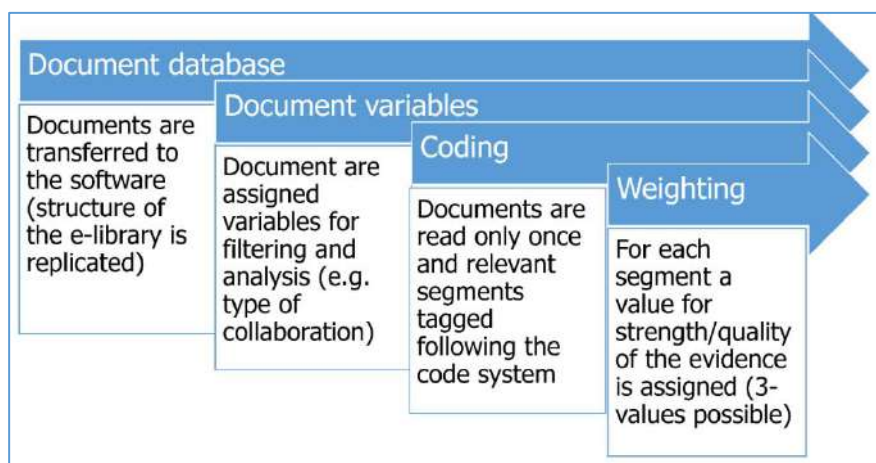 Document database
Documents are
transferred to
the software
(structure of
the e-library is
replicated)
Document variables
Document are
assigned
variables for
filtering and
analysis (e.g.
type of
collaboration)
Coding
Documents are
read only once
and relevant
segments
tagged
following the
code system
Weighting
For each
segment a
value for
strength/quality
of the evidence
is assigned (3-
values possible)